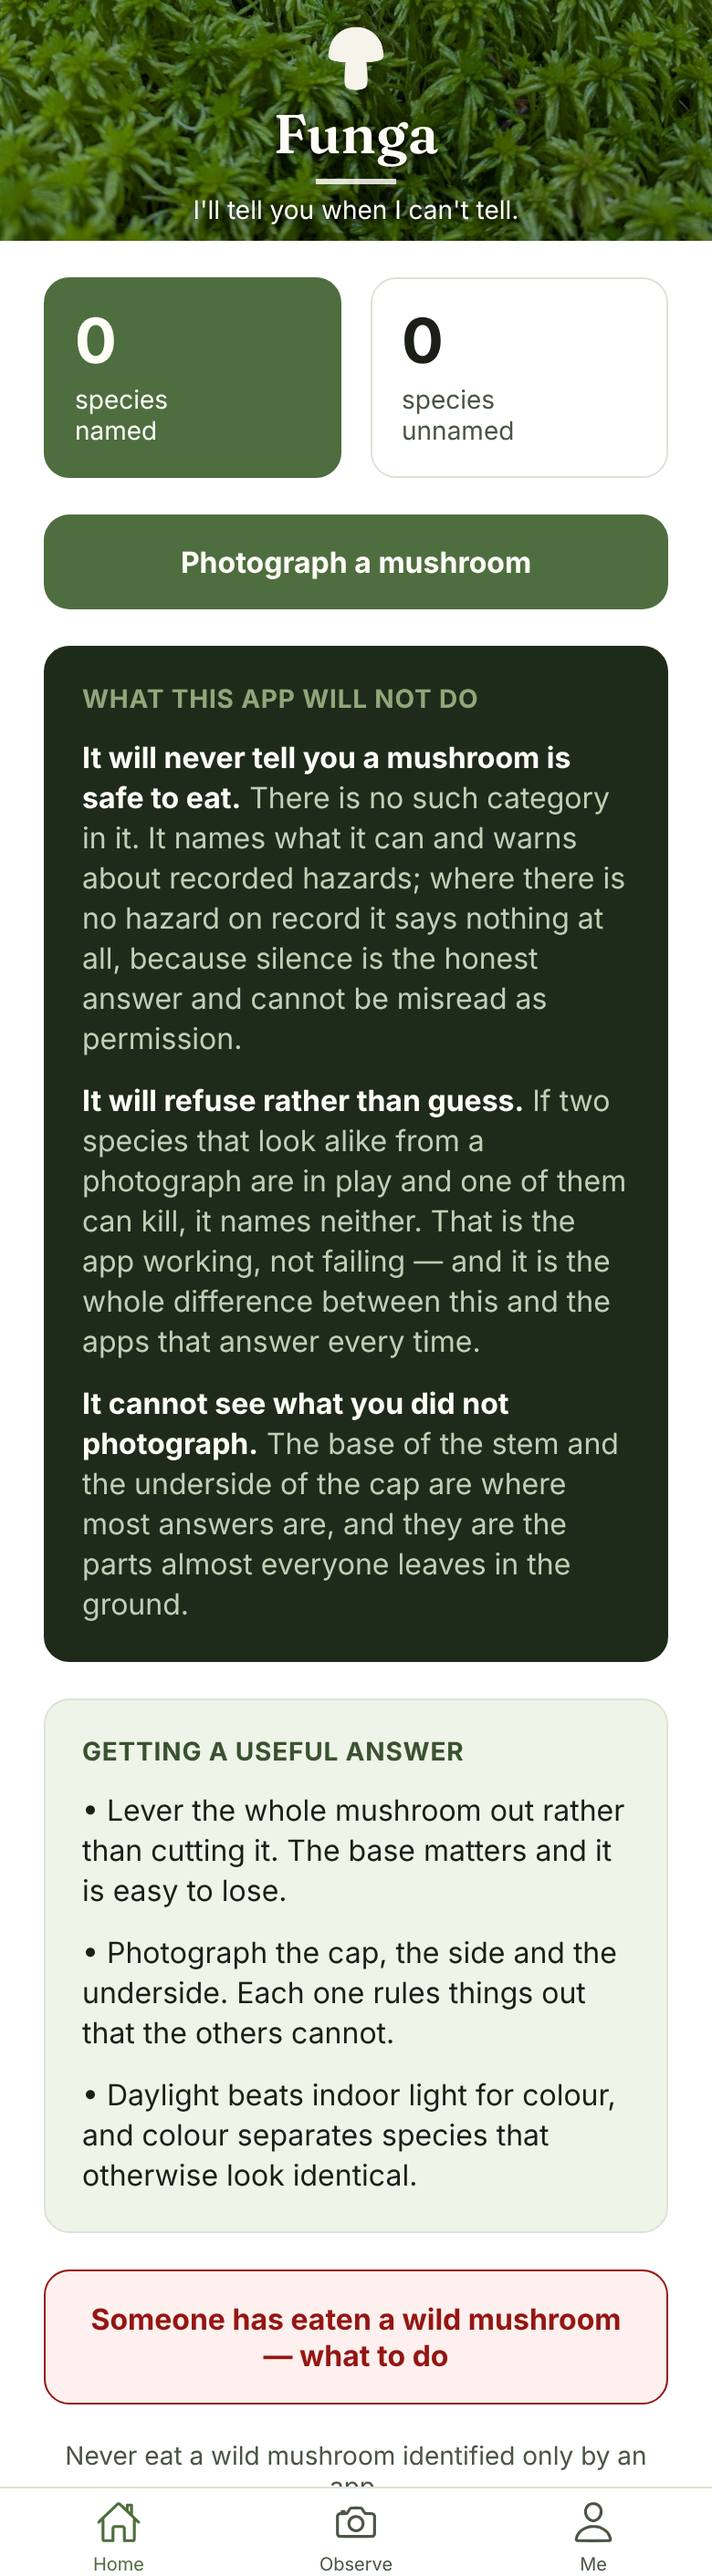 Funga
I'll tell you when I can't tell.
0
species
named
0
species
unnamed
Photograph a mushroom
WHAT THIS APP WILL NOT DO
It will never tell you a mushroom is
safe to eat. There is no such category
in it. It names what it can and warns
about recorded hazards; where there is
no hazard on record it says nothing at
all, because silence is the honest
answer and cannot be misread as
permission.
It will refuse rather than guess. If two
species that look alike from a
photograph are in play and one of them
can kill, it names neither. That is the
app working, not failing — and it is the
whole difference between this and the
apps that answer every time.
It cannot see what you did not
photograph. The base of the stem and
the underside of the cap are where
most answers are, and they are the
parts almost everyone leaves in the
ground.
GETTING A USEFUL ANSWER
• Lever the whole mushroom out rather
than cutting it. The base matters and it
is easy to lose.
• Photograph the cap, the side and the
underside. Each one rules things out
that the others cannot.
• Daylight beats indoor light for colour,
and colour separates species that
otherwise look identical.
Someone has eaten a wild mushroom
— what to do
Never eat a wild mushroom identified only by an
app.
Home
Observe
Me